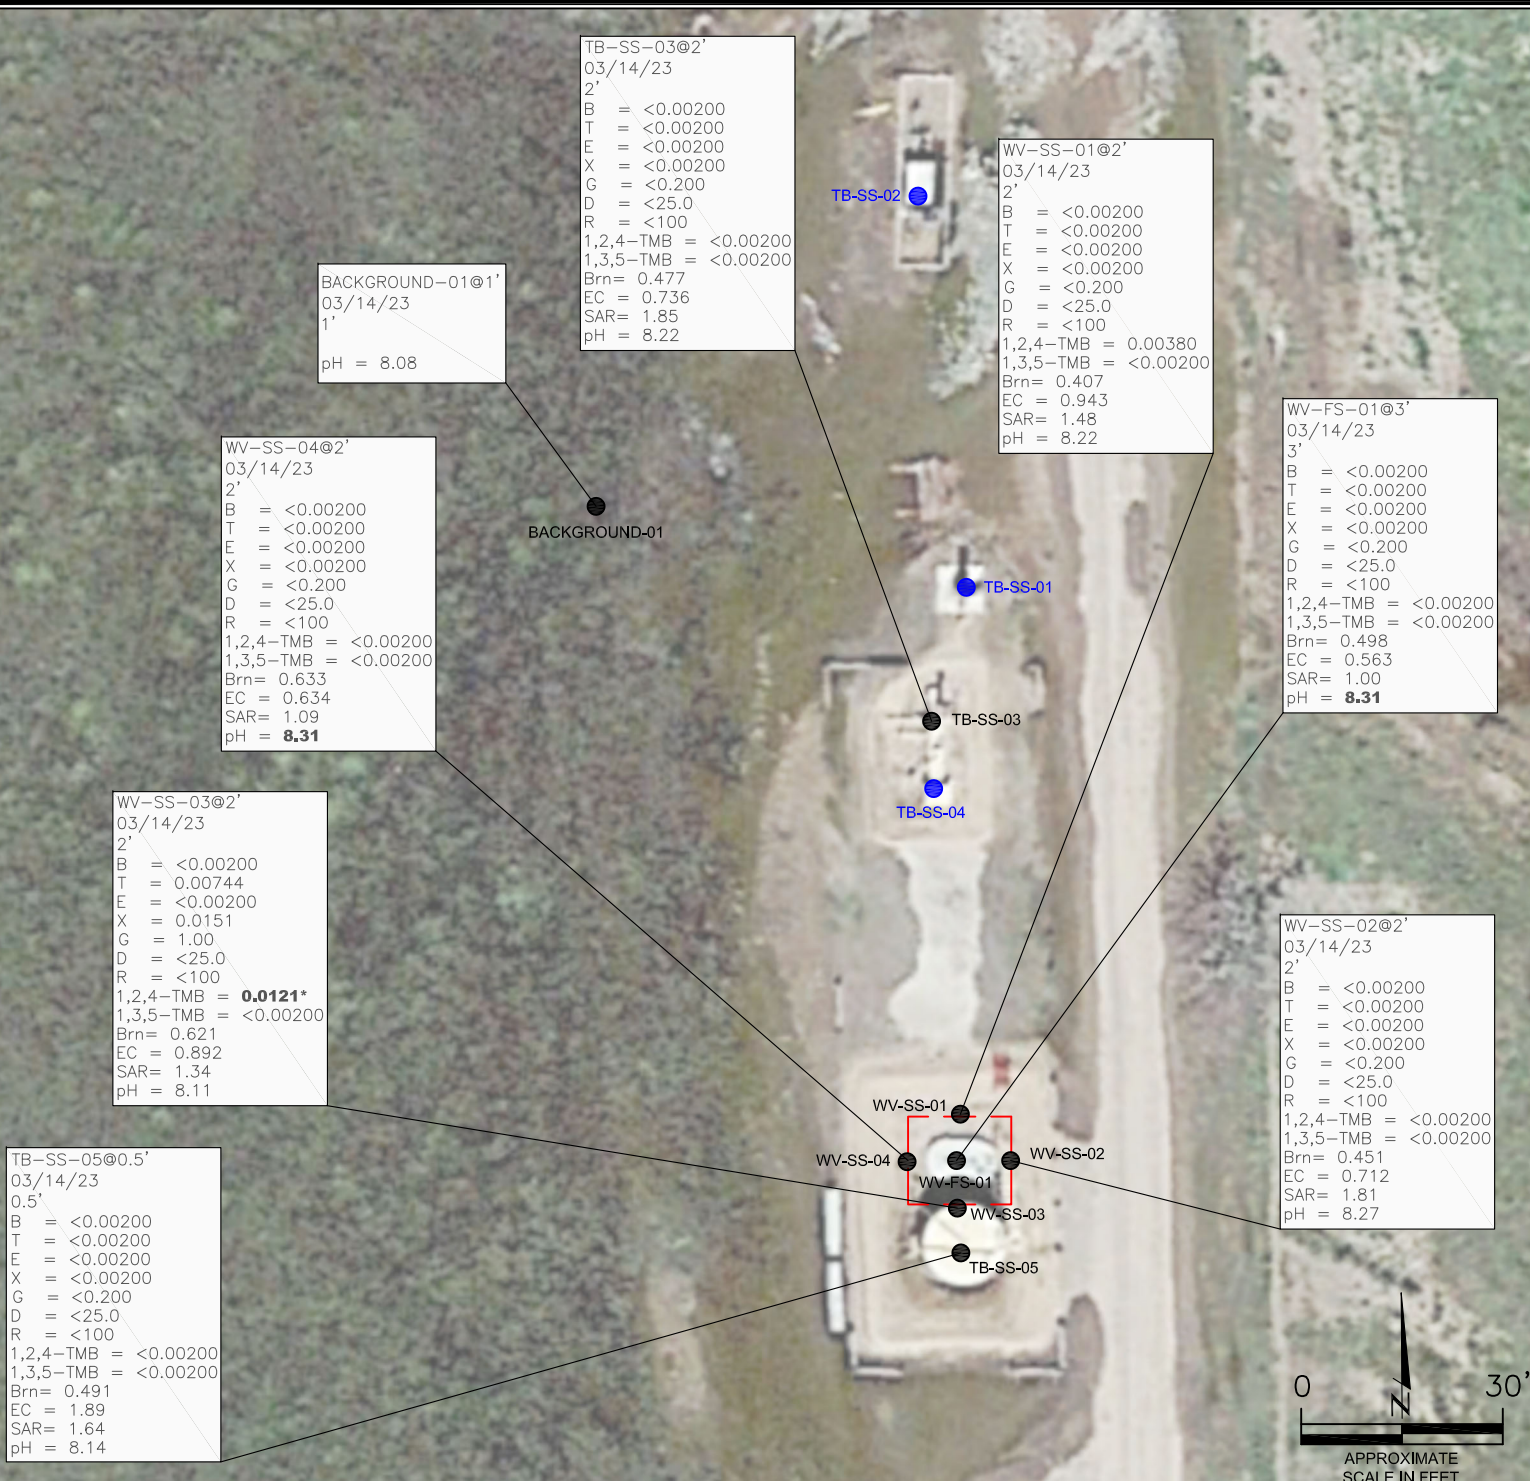 TB-SS-03@2'
03/14/23
2'
B = <0.00200
T = <0.00200
E = <0.00200
X = <0.00200
G = <0.200
D = <25.0
R = <100
1,2,4-TMB = <0.00200
1,3,5-TMB = <0.00200
Brn= 0.477
EC = 0.736
SAR= 1.85
pH = 8.22
WV-SS-01@2'
03/14/23
2'
B = <0.00200
T = <0.00200
E = <0.00200
X = <0.00200
G = <0.200
D = <25.0
R = <100
1,2,4-TMB = 0.00380
1,3,5-TMB = <0.00200
Brn= 0.407
EC = 0.943
SAR= 1.48
pH = 8.22
TB-SS-02
BACKGROUND-01@1'
03/14/23
1'
pH = 8.08
WV-FS-01@3'
03/14/23
3'
B = <0.00200
T = <0.00200
E = <0.00200
X = <0.00200
G = <0.200
D = <25.0
R = <100
1,2,4-TMB = <0.00200
1,3,5-TMB = <0.00200
Brn= 0.498
EC = 0.563
SAR= 1.00
pH = 8.31
WV-SS-04@2'
03/14/23
2'
B = <0.00200
T = <0.00200
E = <0.00200
X = <0.00200
G = <0.200
D = <25.0
R = <100
1,2,4-TMB = <0.00200
1,3,5-TMB = <0.00200
Brn= 0.633
EC = 0.634
SAR= 1.09
pH = 8.31
BACKGROUND-01
TB-SS-01
TB-SS-03
TB-SS-04
WV-SS-03@2'
03/14/23
2'
B = <0.00200
T = 0.00744
E = <0.00200
X = 0.0151
G = 1.00
D = <25.0
R = <100
1,2,4-TMB = 0.0121*
1,3,5-TMB = <0.00200
Brn= 0.621
EC = 0.892
SAR= 1.34
pH = 8.11
WV-SS-02@2'
03/14/23
2'
B = <0.00200
T = <0.00200
E = <0.00200
X = <0.00200
G = <0.200
D = <25.0
R = <100
1,2,4-TMB = <0.00200
1,3,5-TMB = <0.00200
Brn= 0.451
EC = 0.712
SAR= 1.81
pH = 8.27
WV-SS-01
WV-SS-04
WV-SS-02
WV-FS-01
WV-SS-03
TB-SS-05
TB-SS-05@0.5'
03/14/23
0.5'
B = <0.00200
T = <0.00200
E = <0.00200
X = <0.00200
G = <0.200
D = <25.0
R = <100
1,2,4-TMB = <0.00200
1,3,5-TMB = <0.00200
Brn= 0.491
EC = 1.89
SAR= 1.64
pH = 8.14
0 30'
N
APPROXIMATE
SCALE IN FEET